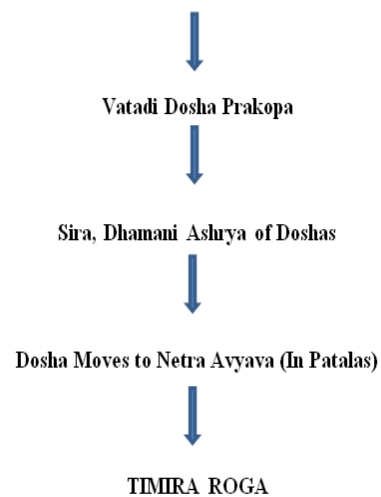 Vatadi Dosha Prakopa
Sira, Dhamani Ashrya of Doshas
Dosha Moves to Netra Avyava (In Patalas)
TIMIRA ROGA